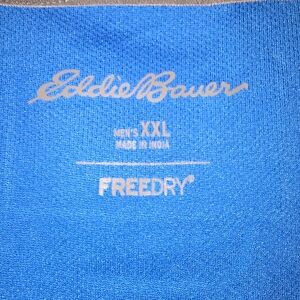 Eddie Bauer
MEN'S XXL
MADE IN INDIA
FREEDRY®